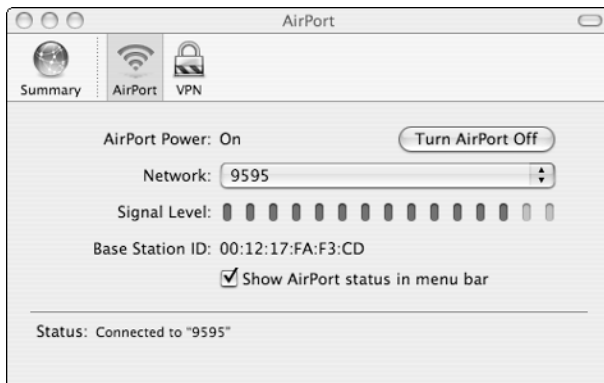 AirPort
Summary
AirPort
VPN
AirPort Power: On
Turn AirPort Off
Network: 9595
Signal Level:
Base Station ID: 00:12:17:FA:F3:CD
Show AirPort status in menu bar
Status: Connected to "9595"